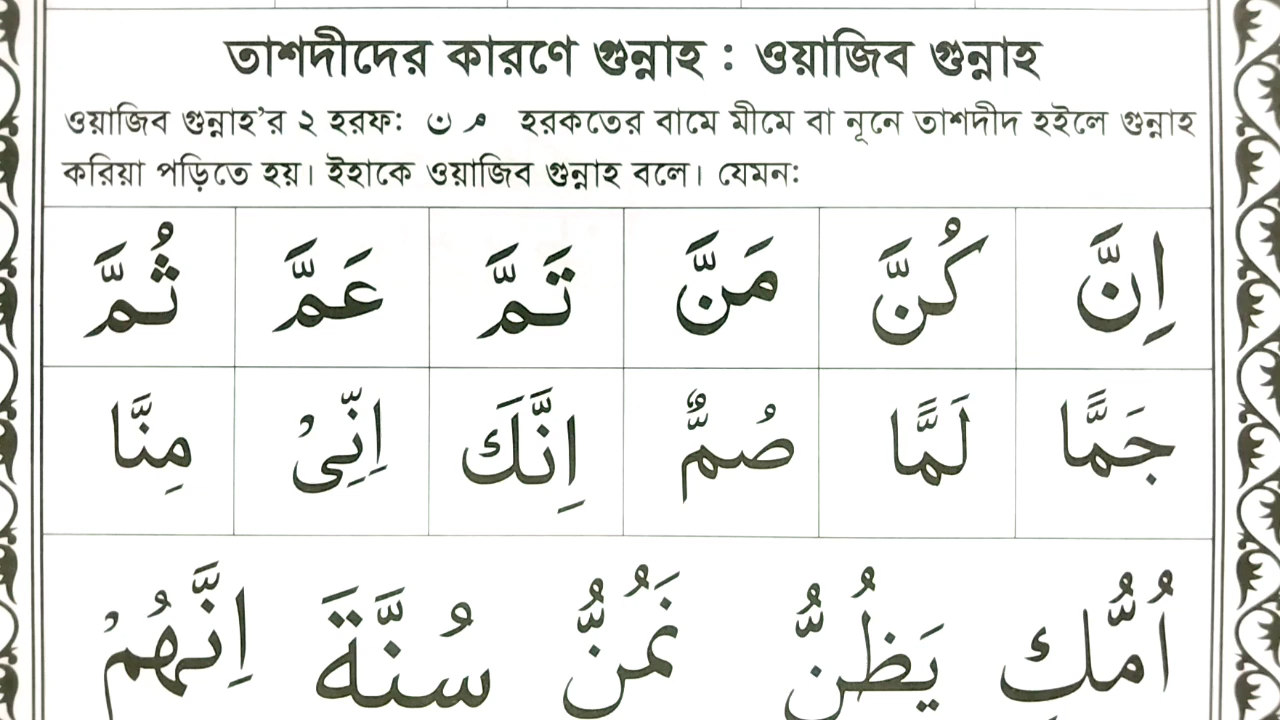 তাশদীদের কারণে গুন্নাহ : ওয়াজিব গুন্নাহ
ওয়াজিব গুন্নাহ'র ২ হরফ: م ن হরকতের বামে মীমে বা নূনে তাশদীদ হইলে গুন্নাহ
করিয়া পড়িতে হয়। ইহাকে ওয়াজিব গুন্নাহ বলে। যেমন:
اِنَّ كُنَّ مَنَّ تَمَّ عَمَّ ثُمَّ
جَمًّا لَمًّا صُمٌّ اِنَّكَ اِنِّىْ مِنَّا
اُمُّكِ يَظُنُّ نَمُنُّ سُنَّةَ اِنَّهُمْ